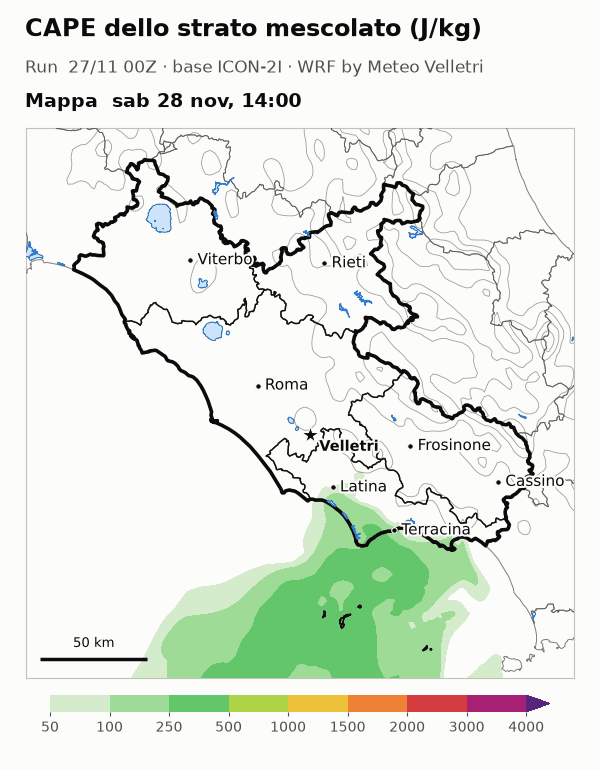 CAPE dello strato mescolato (J/kg)
Run  27/11 00Z · base ICON-2I · WRF by Meteo Velletri
Mappa  sab 28 nov, 14:00
Viterbo
Rieti
Roma
Velletri
Frosinone
Latina
Cassino
Terracina
50 km
50 100 250 500 1000 1500 2000 3000 4000